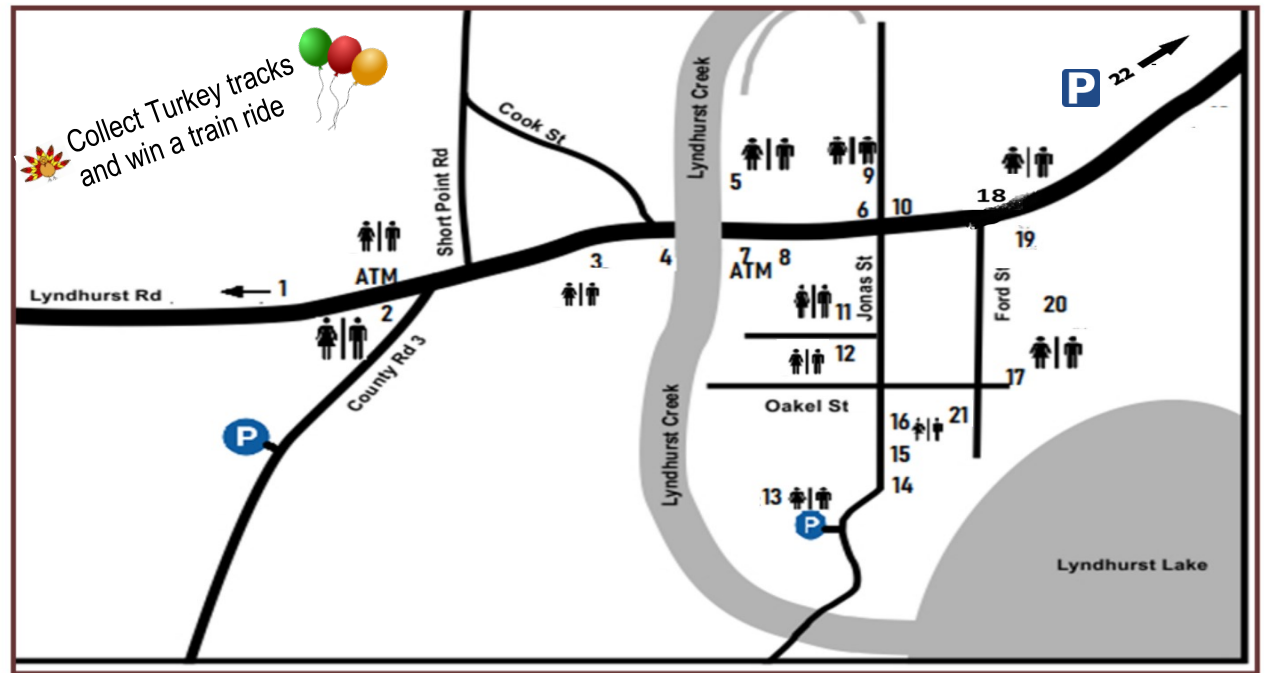 Collect Turkey tracks
and win a train ride
Cook St
Short Point Rd
Lyndhurst Creek
P 22
5
9
6
10
18
19
1
ATM
2
Lyndhurst Rd
County Rd 3
P
3
4
7
ATM
8
Jonas St
Ford St
20
11
12
17
Oakel St
Lyndhurst Creek
16
21
15
14
13
P
Lyndhurst Lake